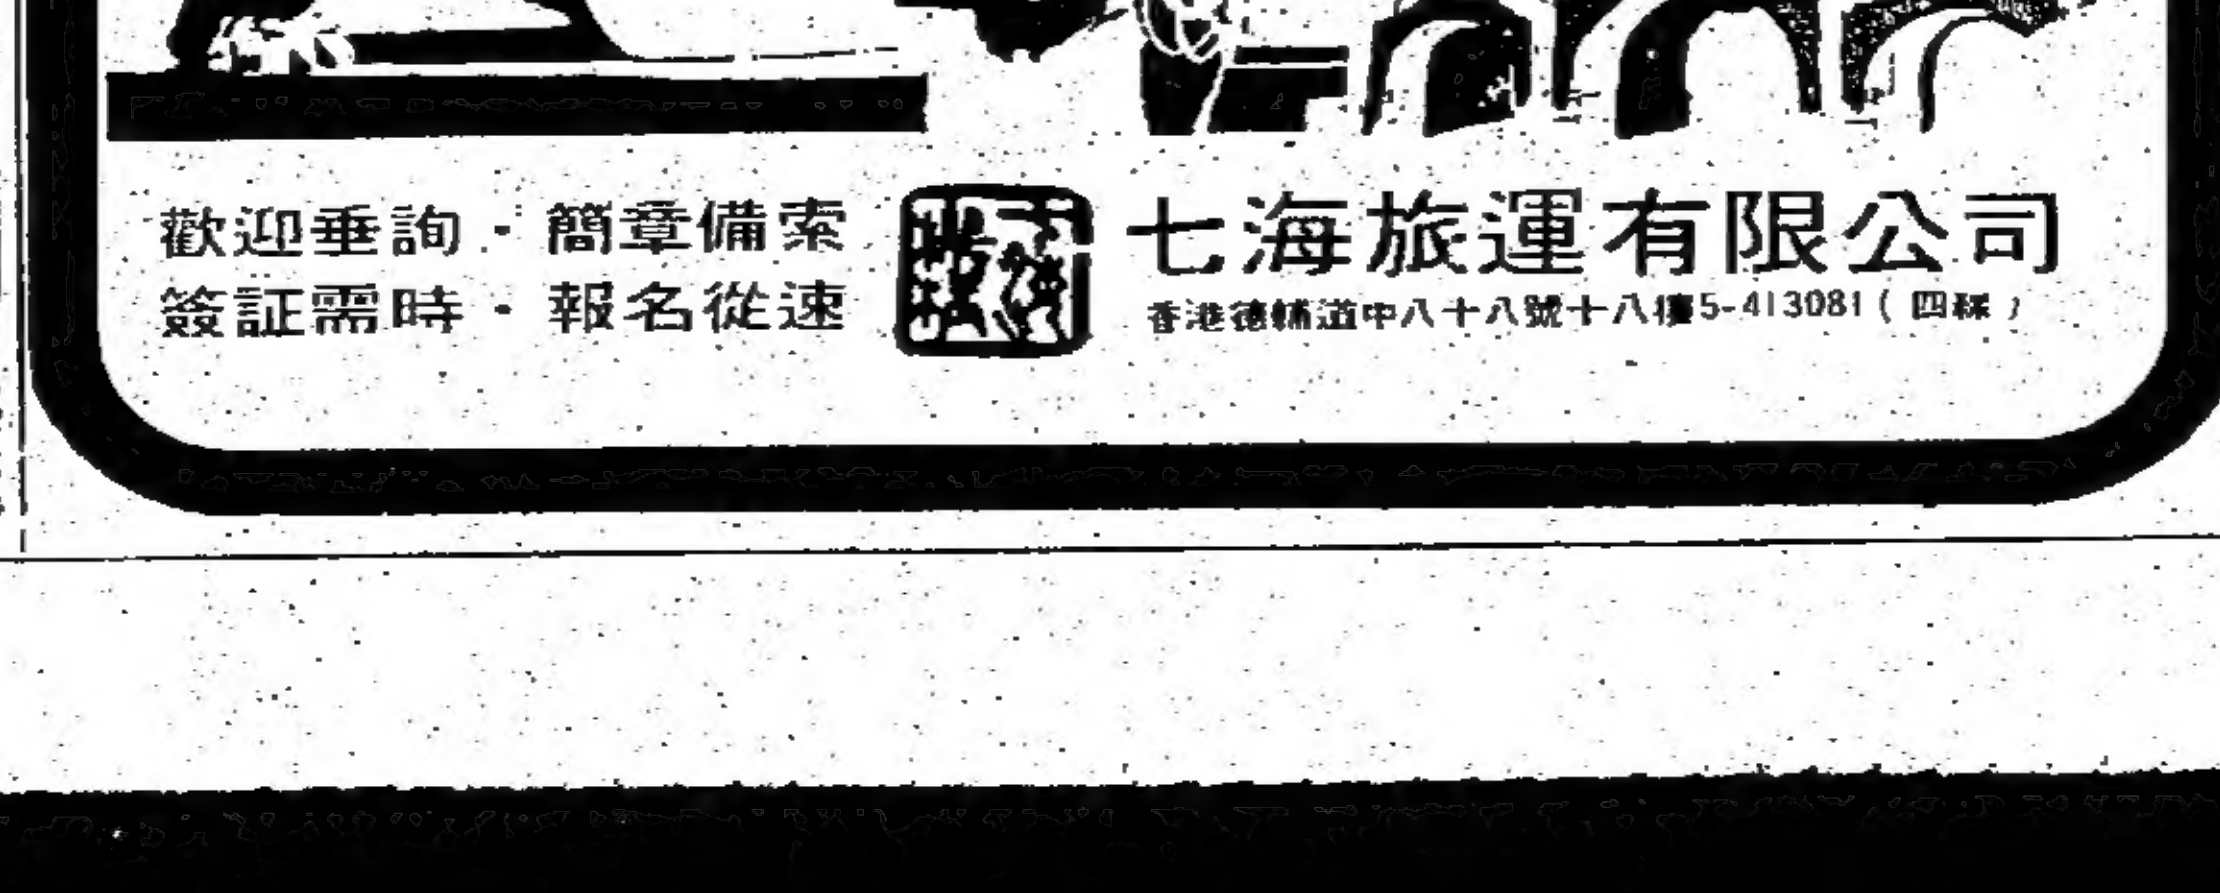 歡迎垂詢·簡章備索
簽証需時·報名從速
七海旅運有限公司
香港德輔道中八十八號十八樓5-413081(四線)